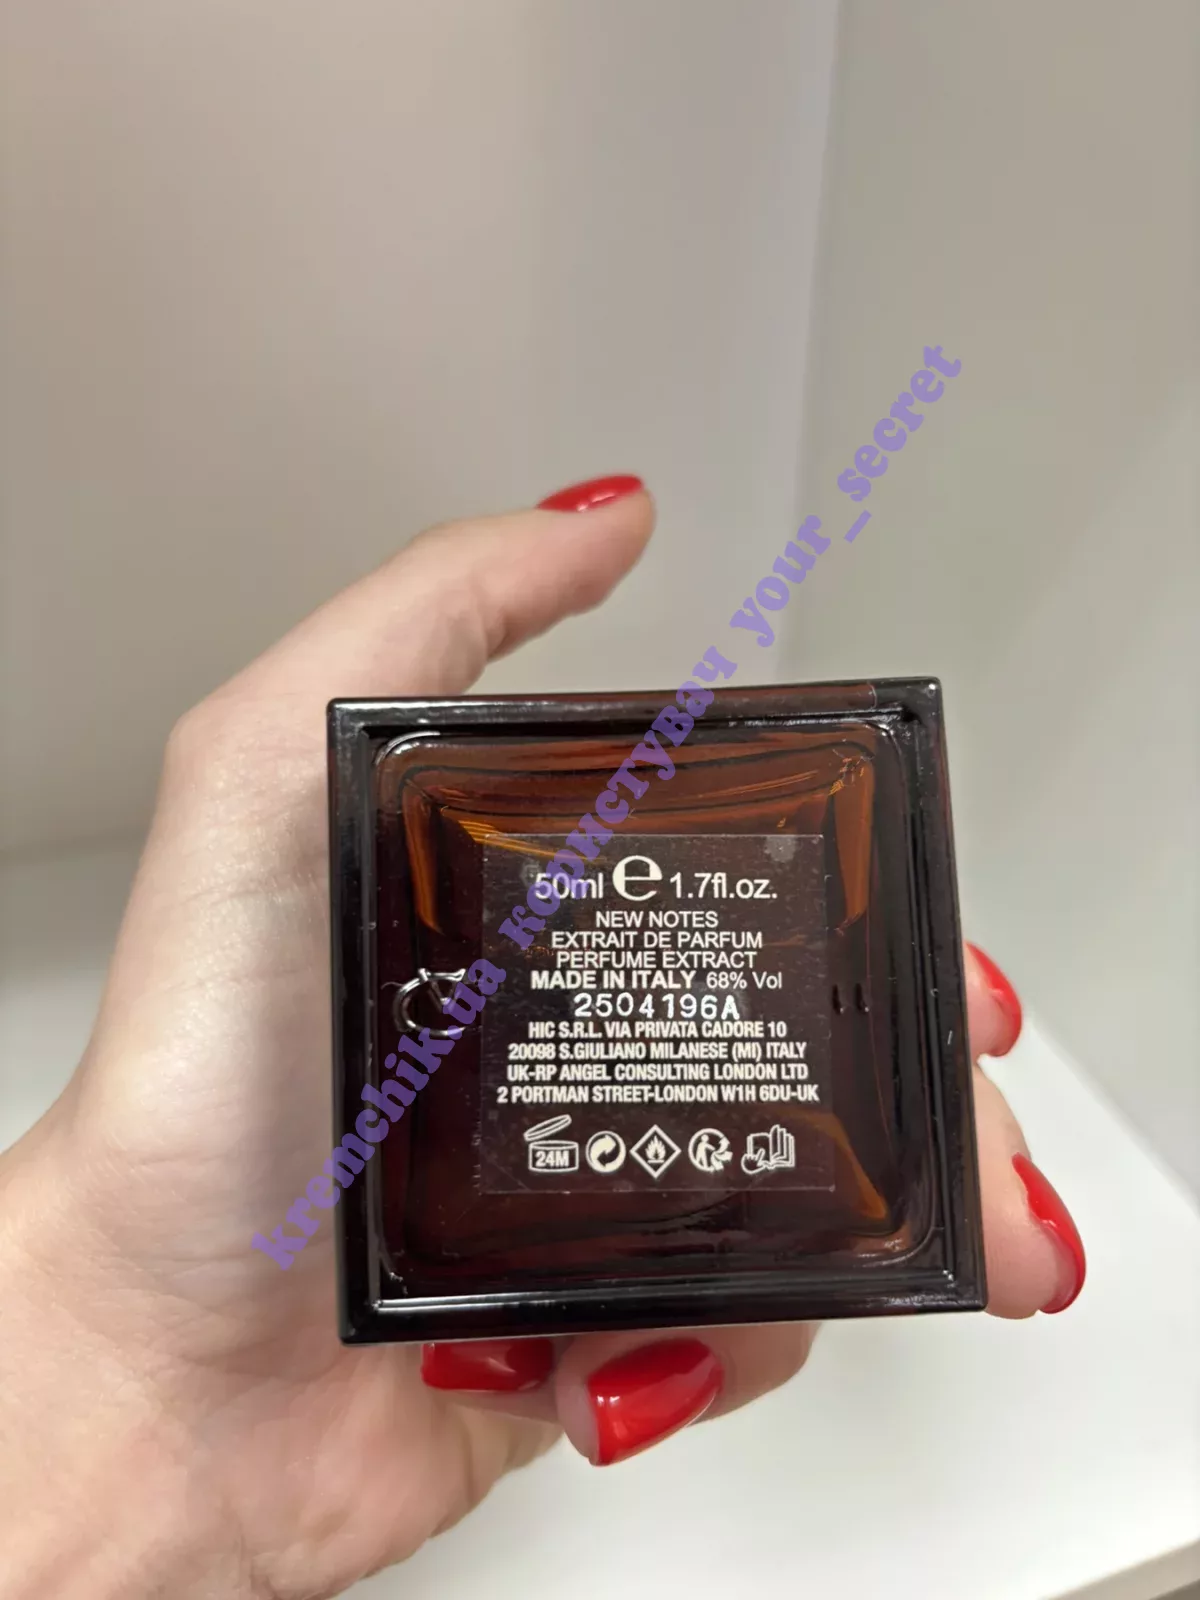 kremchik.ua користувач your_secret
50ml e 1.7fl.oz.
NEW NOTES
EXTRAIT DE PARFUM
PERFUME EXTRACT
MADE IN ITALY 68% Vol
2504196A
HIC S.R.L. VIA PRIVATA CADORE 10
20098 S.GIULIANO MILANESE (MI) ITALY
UK-RP ANGEL CONSULTING LONDON LTD
2 PORTMAN STREET-LONDON W1H 6DU-UK
24M